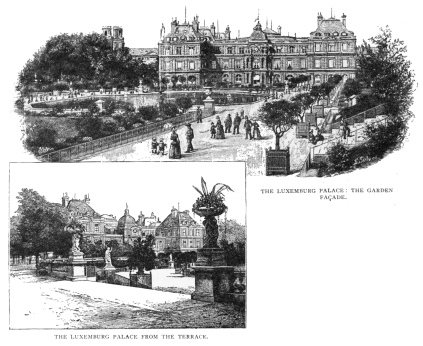 THE LUXEMBURG PALACE: THE GARDEN
FAÇADE.
THE LUXEMBURG PALACE FROM THE TERRACE.